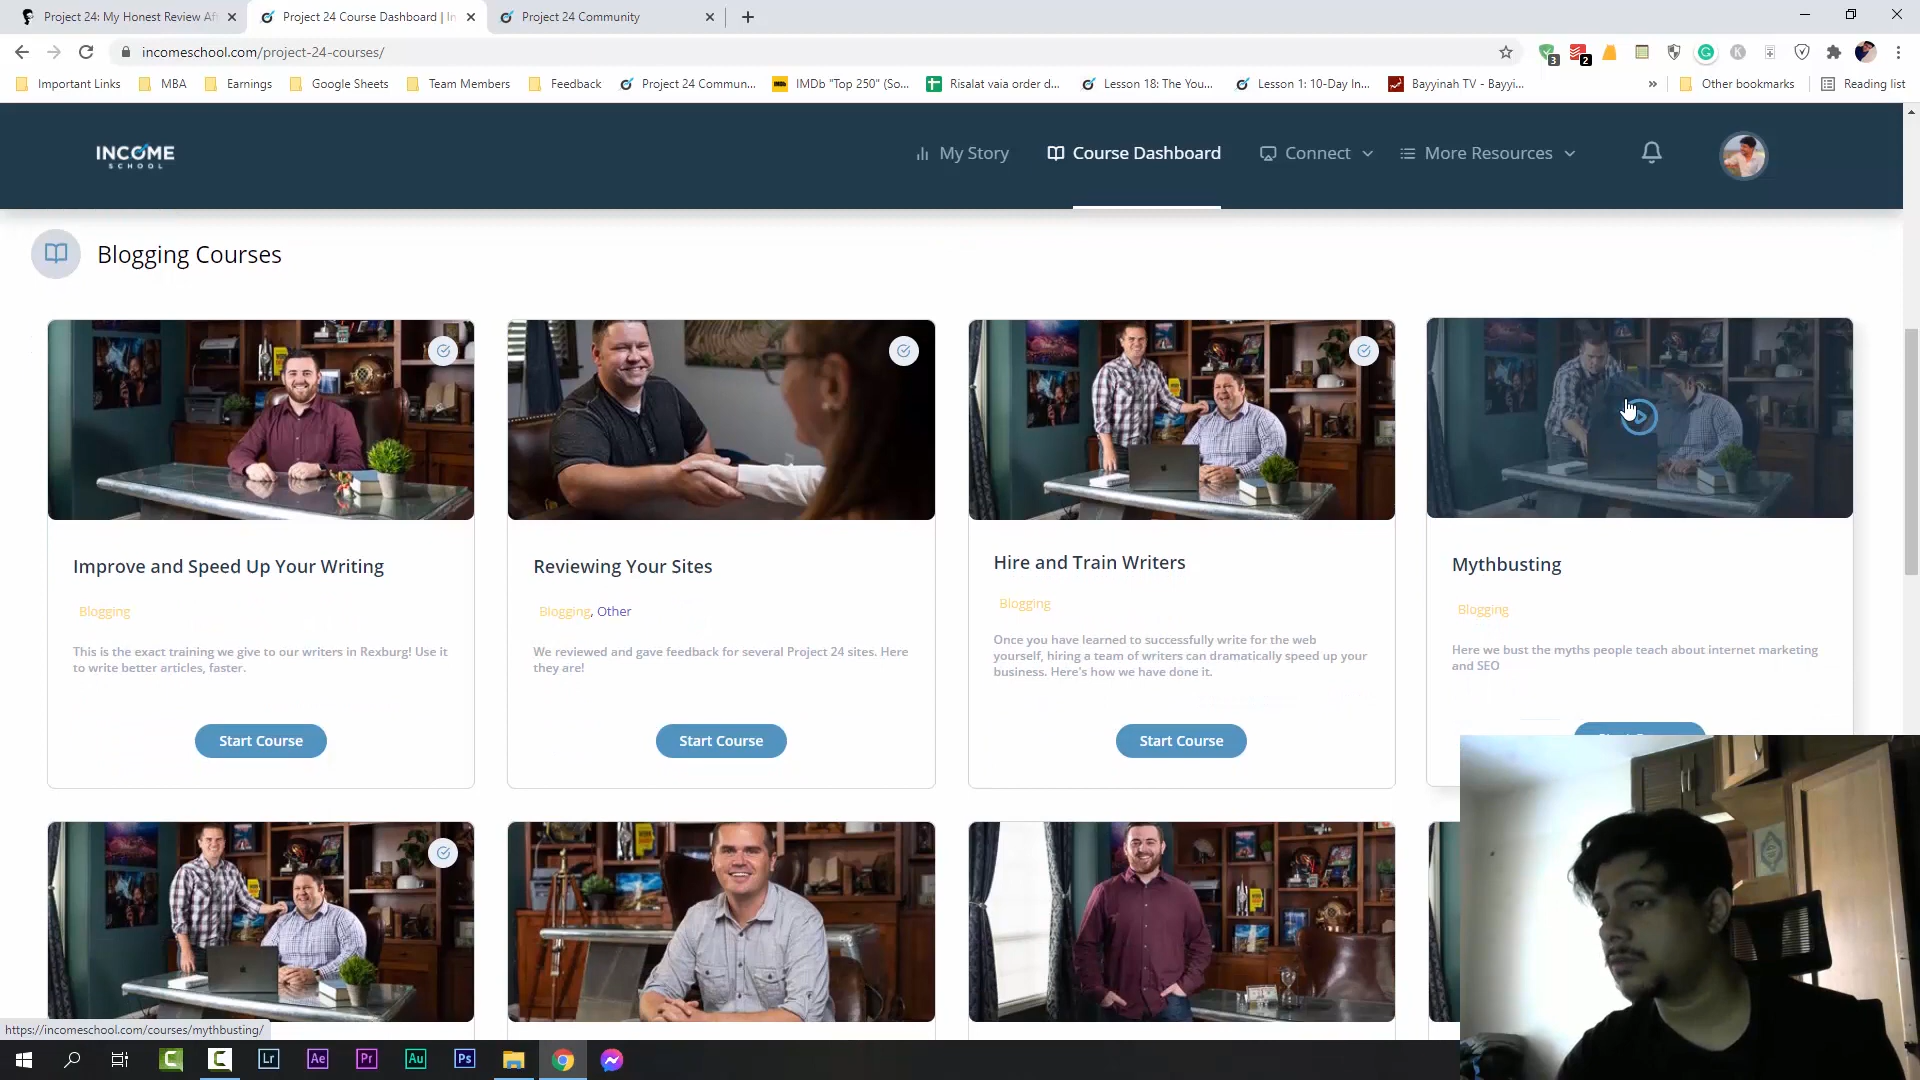 Project 24: My Honest Review Af
Project 24 Course Dashboard | In
Project 24 Community
incomeschool.com/project-24-courses/
3
2
Important Links
MBA
Earnings
Google Sheets
Team Members
Feedback
Project 24 Commun...
IMDb "Top 250" (So...
Risalat vaia order d...
Lesson 18: The You...
Lesson 1: 10-Day In...
Bayyinah TV - Bayyi...
Other bookmarks
Reading list
INCOME
SCHOOL
My Story
Course Dashboard
Connect
More Resources
Blogging Courses
Improve and Speed Up Your Writing
Blogging
This is the exact training we give to our writers in Rexburg! Use it
to write better articles, faster.
Start Course
Reviewing Your Sites
Blogging, Other
We reviewed and gave feedback for several Project 24 sites. Here
they are!
Start Course
Hire and Train Writers
Blogging
Once you have learned to successfully write for the web
yourself, hiring a team of writers can dramatically speed up your
business. Here's how we have done it.
Start Course
Mythbusting
Blogging
Here we bust the myths people teach about internet marketing
and SEO
https://incomeschool.com/courses/mythbusting/
Lr
Ae
Pr
Au
Ps